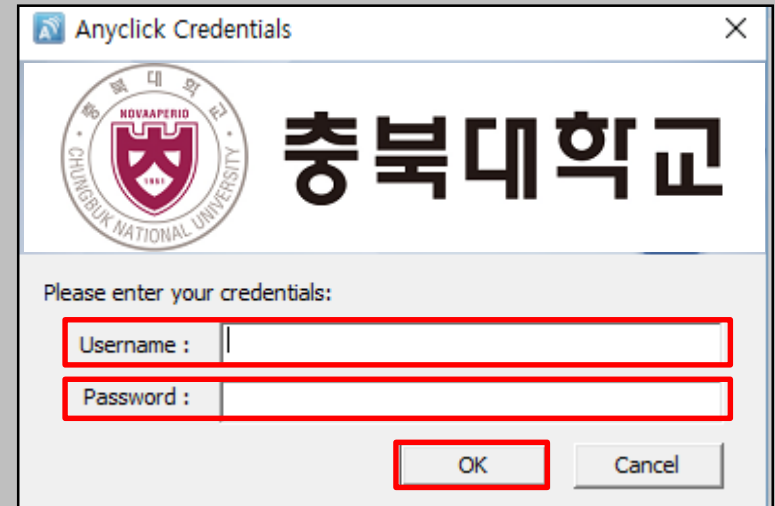 Anyclick Credentials
충북대학교
NOVAAPERIO
1951
CHUNGBUK NATIONAL UNIVERSITY
충북대학교
Please enter your credentials:
Username :
Password :
OK
Cancel